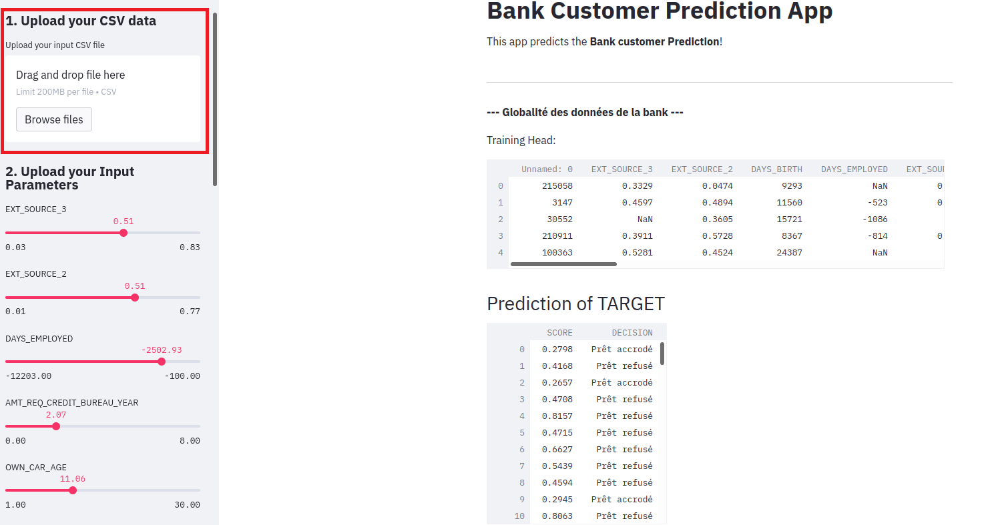 1. Upload your CSV data
Upload your input CSV file
Drag and drop file here
Limit 200MB per file • CSV
Browse files
2. Upload your Input
Parameters
EXT_SOURCE_3
0.51
0.03 0.83
EXT_SOURCE_2
0.51
0.01 0.77
DAYS_EMPLOYED
-2502.93
-12203.00 -100.00
AMT_REQ_CREDIT_BUREAU_YEAR
2.07
0.00 8.00
OWN_CAR_AGE
11.06
1.00 30.00
Bank Customer Prediction App
This app predicts the Bank customer Prediction!
--- Globalité des données de la bank ---
Training Head:
Unnamed: 0 EXT_SOURCE_3 EXT_SOURCE_2 DAYS_BIRTH DAYS_EMPLOYED EXT_SOU
0 215058 0.3329 0.0474 9293 NaN 0
1 3147 0.4597 0.4894 11560 -523 0
2 30552 NaN 0.3605 15721 -1086
3 210911 0.3911 0.5728 8367 -814 0
4 100363 0.5281 0.4524 24387 NaN
Prediction of TARGET
SCORE DECISION
0 0.2798 Prêt accrodé
1 0.4168 Prêt refusé
2 0.2657 Prêt accrodé
3 0.4708 Prêt refusé
4 0.8157 Prêt refusé
5 0.4715 Prêt refusé
6 0.6627 Prêt refusé
7 0.5439 Prêt refusé
8 0.4594 Prêt refusé
9 0.2945 Prêt accrodé
10 0.8063 Prêt refusé